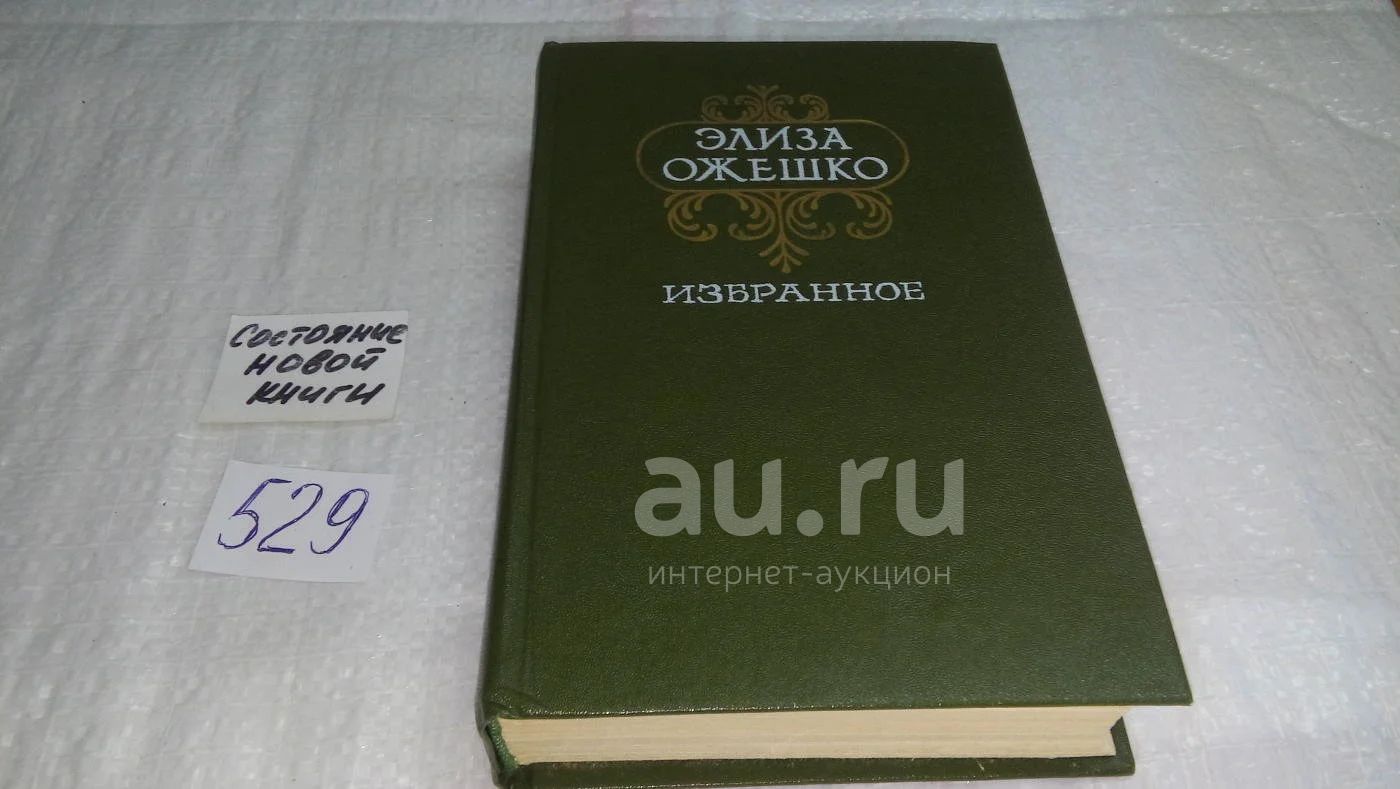 ЭЛИЗА
ОЖЕШКО
ИЗБРАННОЕ
Состояние
новой
книги
529
au.ru
интернет-аукцион